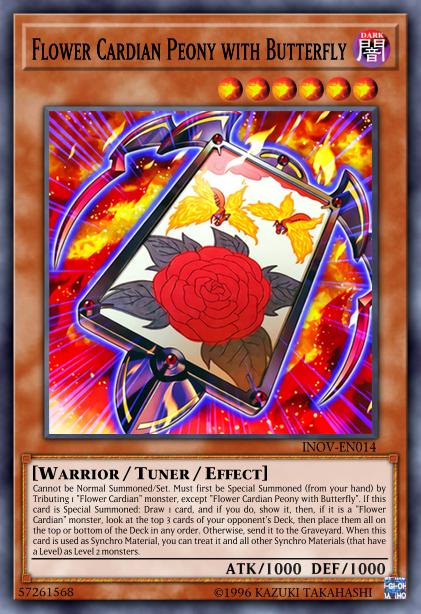 FLOWER CARDIAN PEONY WITH BUTTERFLY
DARK
闇
INOV-EN014
[WARRIOR / TUNER / EFFECT]
Cannot be Normal Summoned/Set. Must first be Special Summoned (from your hand) by
Tributing 1 "Flower Cardian" monster, except "Flower Cardian Peony with Butterfly". If this
card is Special Summoned: Draw 1 card, and if you do, show it, then, if it is a "Flower
Cardian" monster, look at the top 3 cards of your opponent's Deck, then place them all on
the top or bottom of the Deck in any order. Otherwise, send it to the Graveyard. When this
card is used as Synchro Material, you can treat it and all other Synchro Materials (that have
a Level) as Level 2 monsters.
ATK/1000 DEF/1000
57261568
©1996 KAZUKI TAKAHASHI